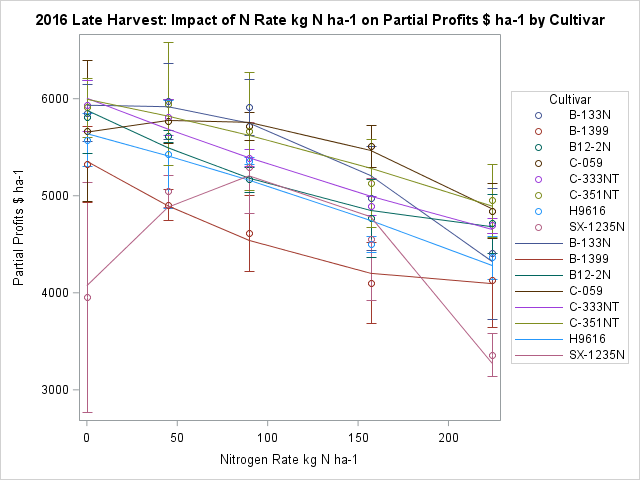 2016 Late Harvest: Impact of N Rate kg N ha-1 on Partial Profits $ ha-1 by Cultivar
Partial Profits $ ha-1
6000
5000
4000
3000
0
50
100
150
200
Nitrogen Rate kg N ha-1
Cultivar
B-133N
B-1399
B12-2N
C-059
C-333NT
C-351NT
H9616
SX-1235N
B-133N
B-1399
B12-2N
C-059
C-333NT
C-351NT
H9616
SX-1235N